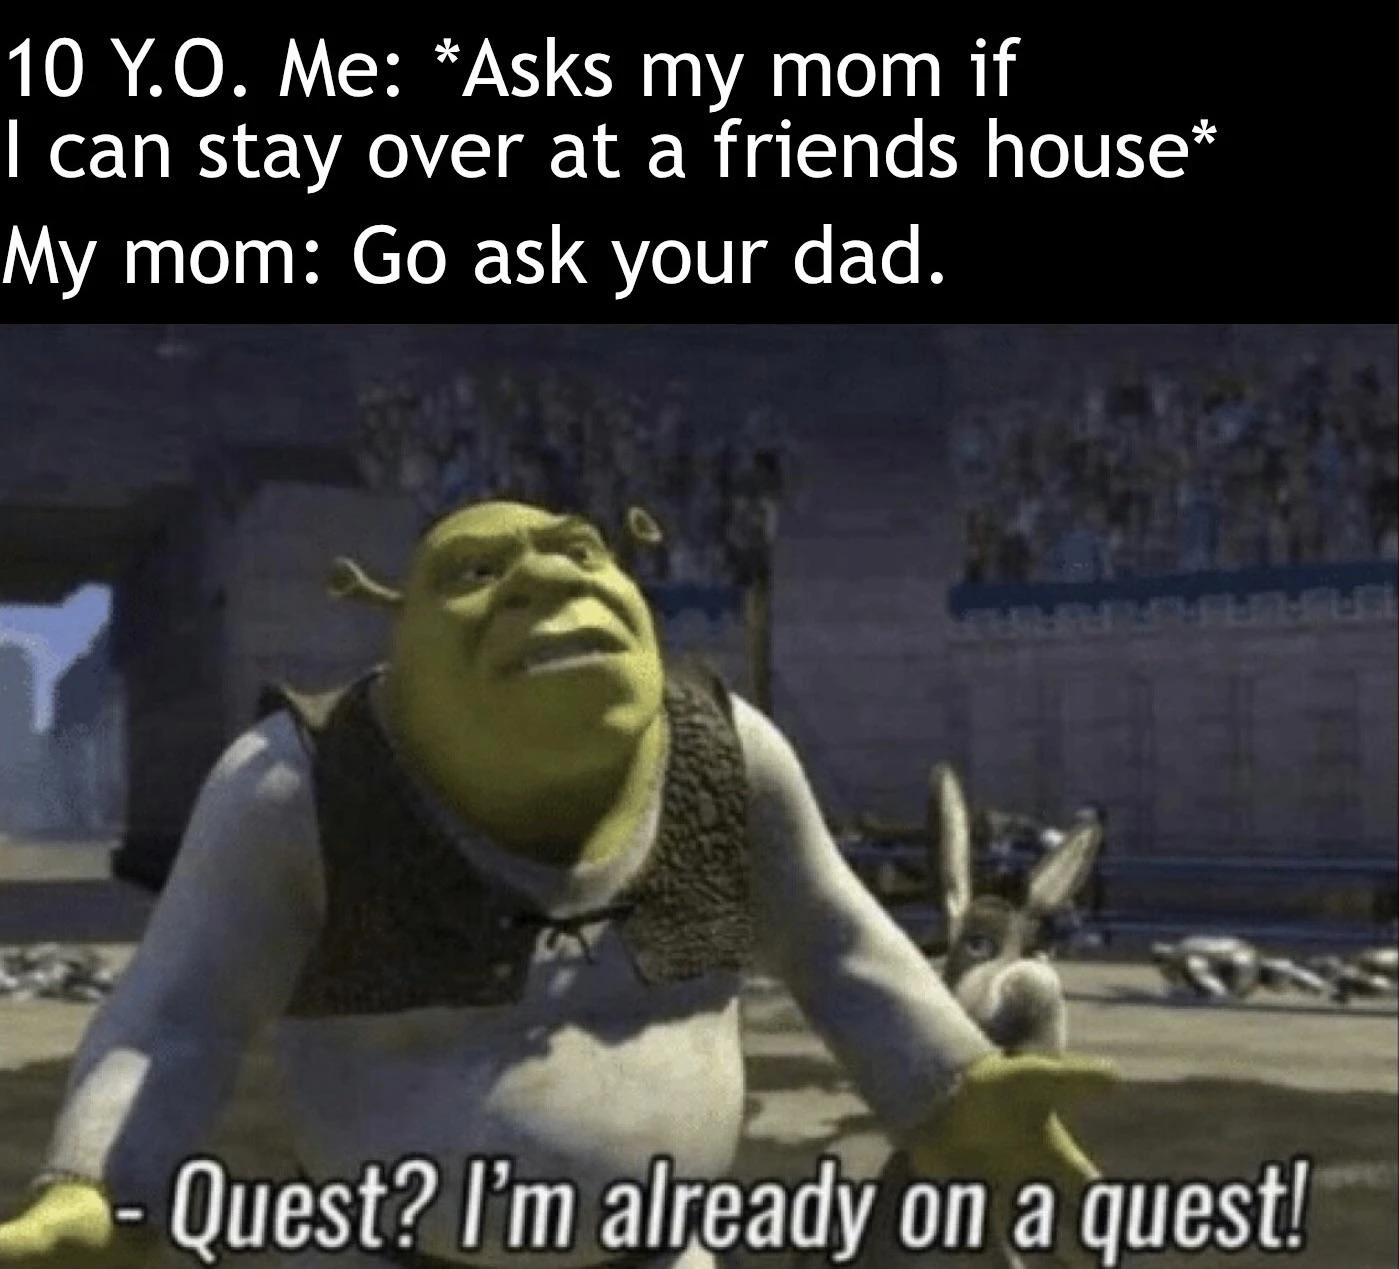 10 Y.O. Me: *Asks my mom if
I can stay over at a friends house*
My mom: Go ask your dad.
- Quest? I'm already on a quest!